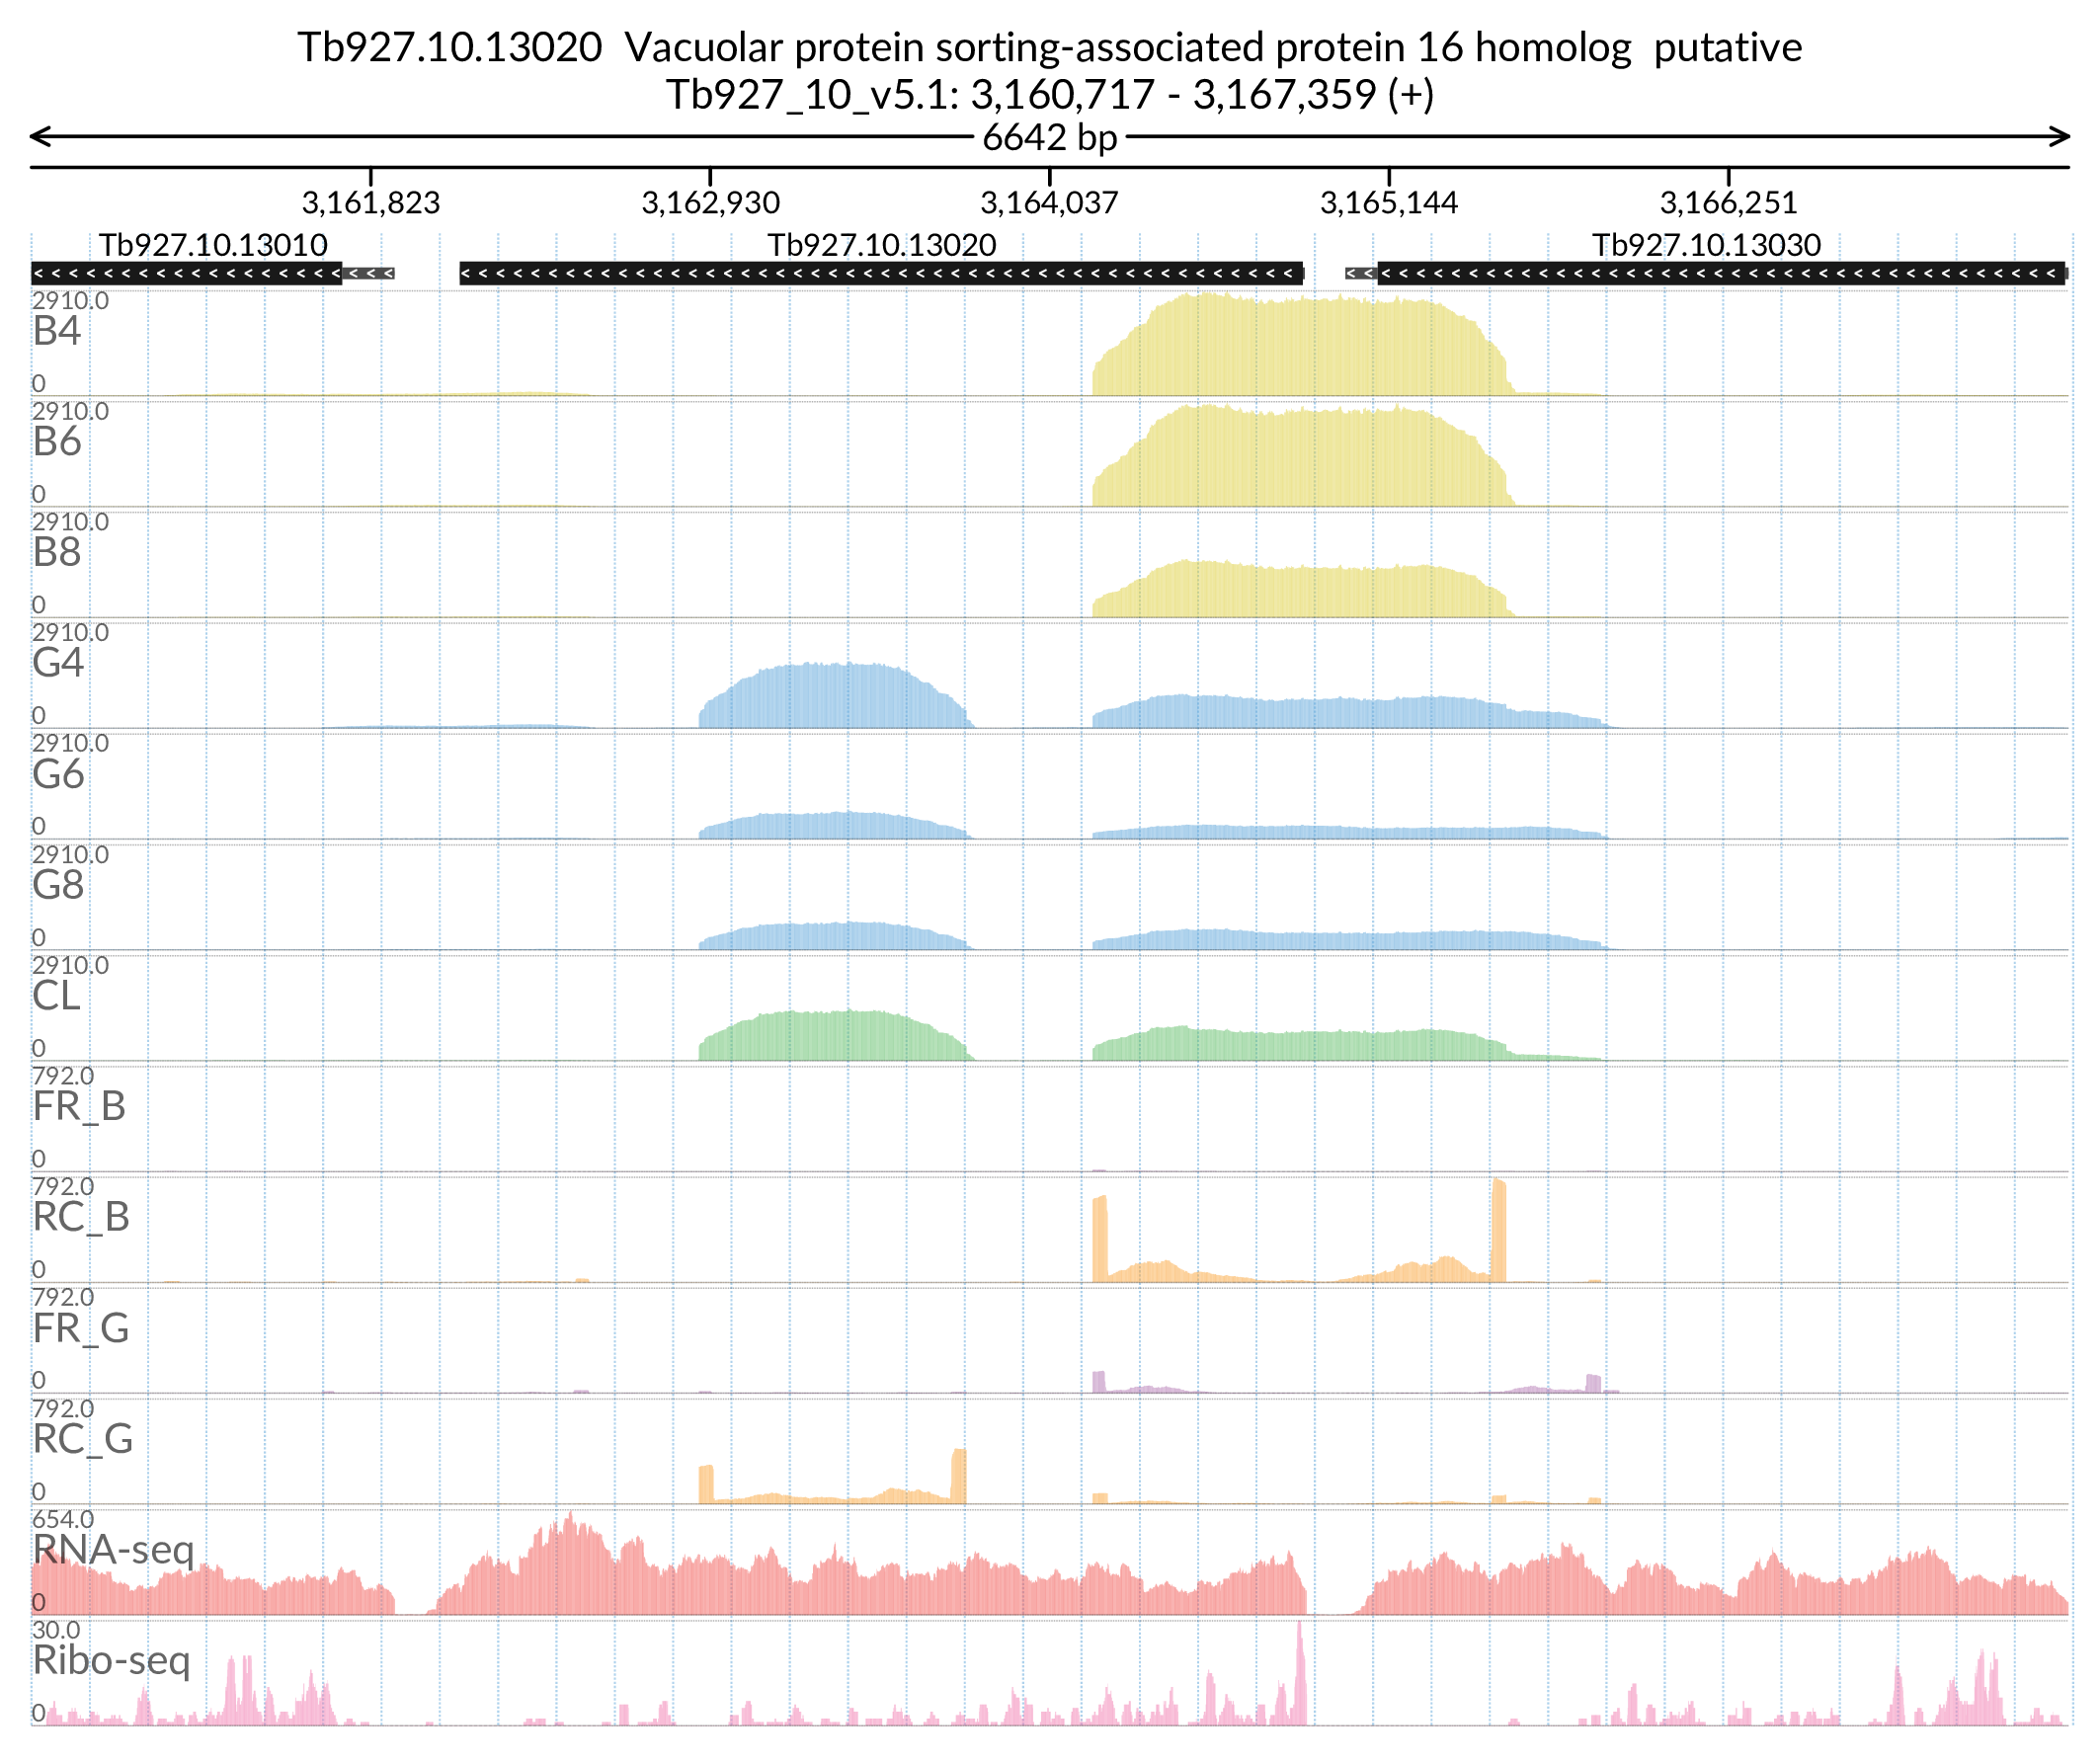 Tb927.10.13020  Vacuolar protein sorting-associated protein 16 homolog  putative
Tb927_10_v5.1: 3,160,717 - 3,167,359 (+)
6642 bp
3,161,823 3,162,930 3,164,037 3,165,144 3,166,251
Tb927.10.13010 Tb927.10.13020 Tb927.10.13030
2910.0
B4
0
2910.0
B6
0
2910.0
B8
0
2910.0
G4
0
2910.0
G6
0
2910.0
G8
0
2910.0
CL
0
792.0
FR_B
0
792.0
RC_B
0
792.0
FR_G
0
792.0
RC_G
0
654.0
RNA-seq
0
30.0
Ribo-seq
0